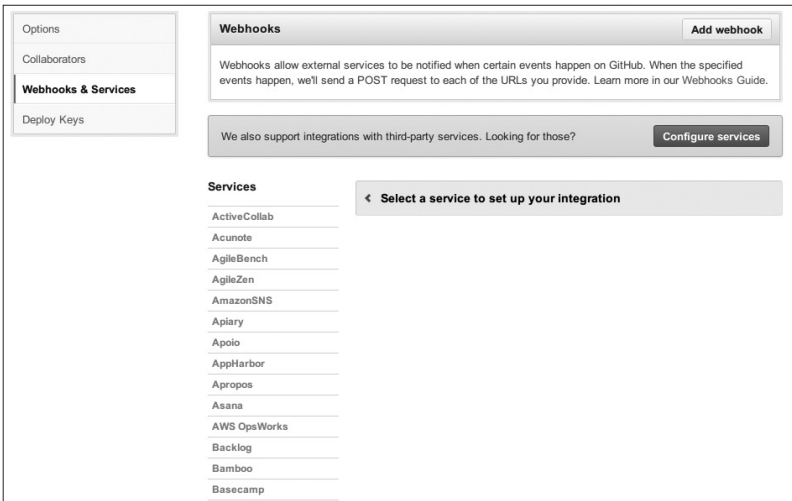 Options
Collaborators
Webhooks & Services
Deploy Keys
Webhooks
Add webhook
Webhooks allow external services to be notified when certain events happen on GitHub. When the specified
events happen, we'll send a POST request to each of the URLs you provide. Learn more in our Webhooks Guide.
We also support integrations with third-party services. Looking for those?
Configure services
Services
Select a service to set up your integration
ActiveCollab
Acunote
AgileBench
AgileZen
AmazonSNS
Apiary
Apoio
AppHarbor
Apropos
Asana
AWS OpsWorks
Backlog
Bamboo
Basecamp